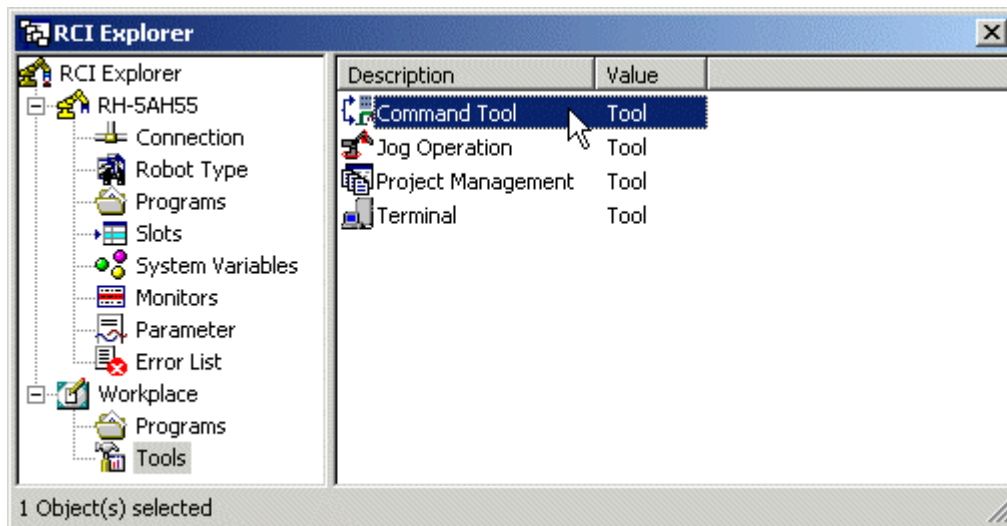 RCI Explorer
RCI Explorer
RH-5AH55
Connection
Robot Type
Programs
Slots
System Variables
Monitors
Parameter
Error List
Workplace
Programs
Tools
Description Value
Command Tool Tool
Jog Operation Tool
Project Management Tool
Terminal Tool
1 Object(s) selected